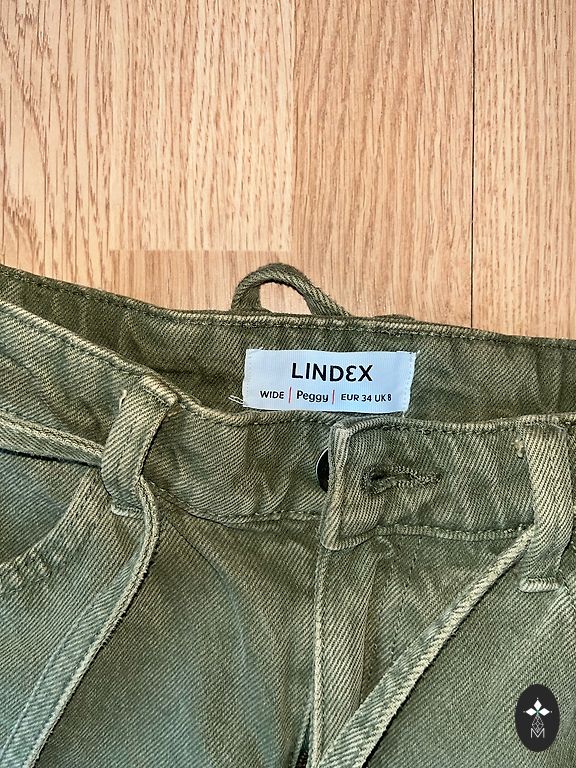 LINDEX
WIDE | Peggy | EUR 34 UK 8